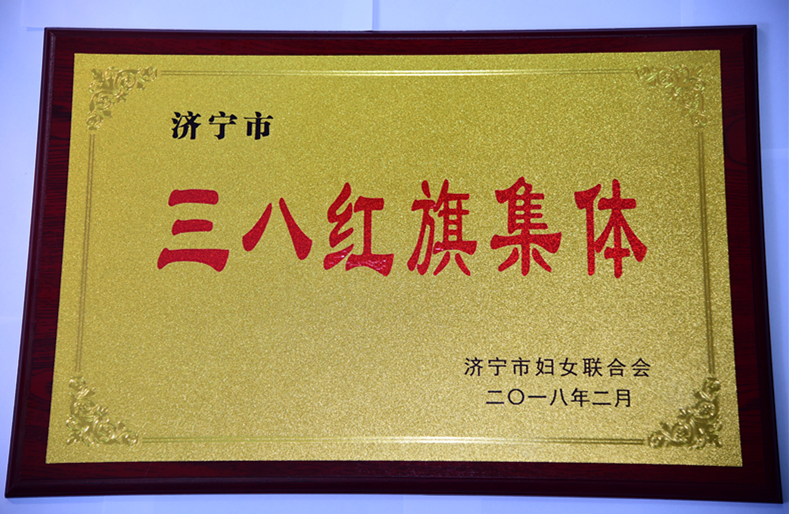 济宁市
三八红旗集体
济宁市妇女联合会
二〇一八年二月